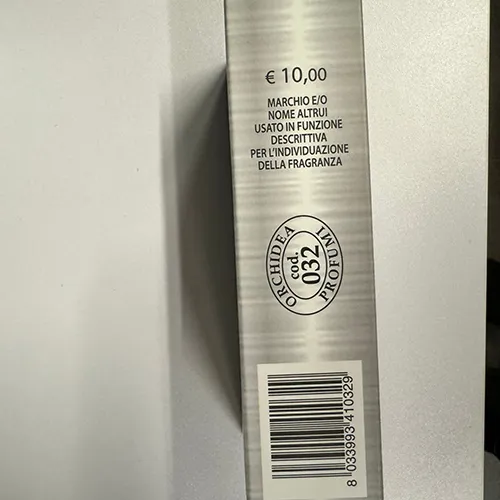 € 10,00
MARCHIO E/O
NOME ALTRUI
USATO IN FUNZIONE
DESCRITTIVA
PER L'INDIVIDUAZIONE
DELLA FRAGRANZA
ORCHIDEA
cod.
032
PROFUMI
8 033993 410329